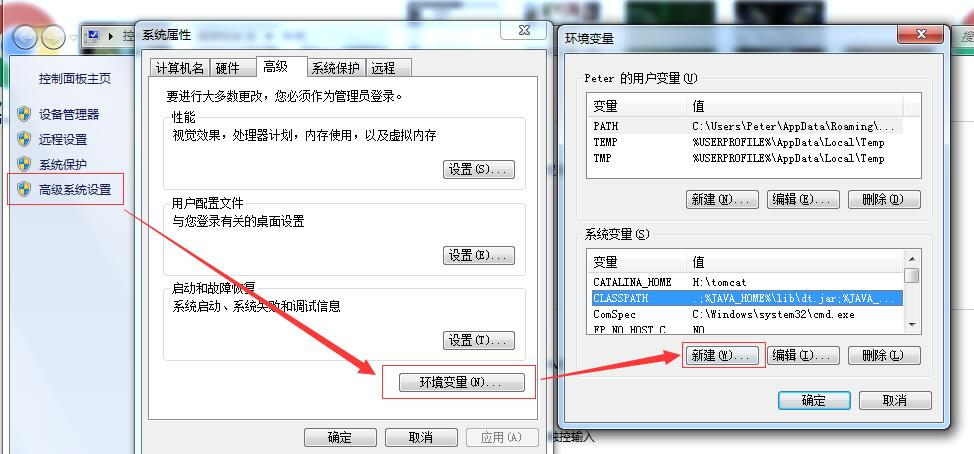 控
控制面板主页
设备管理器
远程设置
系统保护
高级系统设置
系统属性
计算机名
硬件
高级
系统保护
远程
要进行大多数更改，您必须作为管理员登录。
性能
视觉效果，处理器计划，内存使用，以及虚拟内存
设置(S)...
用户配置文件
与您登录有关的桌面设置
设置(E)...
启动和故障恢复
系统启动、系统失败和调试信息
设置(T)...
环境变量(N)...
确定
取消
应用(A)
环境变量
Peter 的用户变量(U)
变量 值
PATH C:\Users\Peter\AppData\Roaming\...
TEMP %USERPROFILE%\AppData\Local\Temp
TMP %USERPROFILE%\AppData\Local\Temp
新建(N)...
编辑(E)...
删除(D)
系统变量(S)
变量 值
CATALINA_HOME H:\tomcat
CLASSPATH .;%JAVA_HOME%\lib\dt.jar;%JAVA_...
ComSpec C:\Windows\system32\cmd.exe
FP_NO_HOST_C... NO
新建(W)...
编辑(I)...
删除(L)
确定
取消
控输入